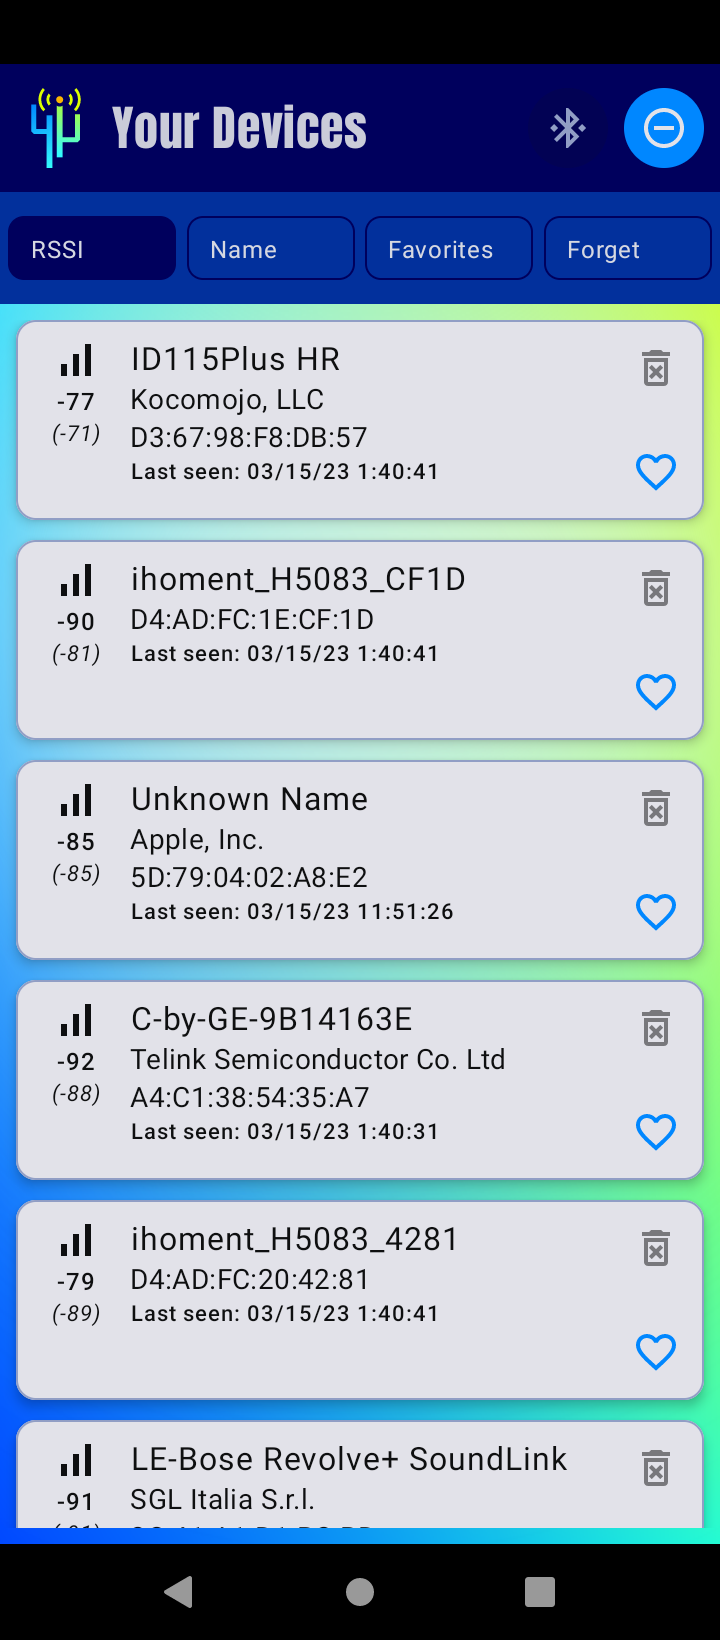 Your Devices
RSSI Name Favorites Forget
ID115Plus HR
-77
Kocomojo, LLC
(-71)
D3:67:98:F8:DB:57
Last seen: 03/15/23 1:40:41
ihoment_H5083_CF1D
-90
D4:AD:FC:1E:CF:1D
(-81)
Last seen: 03/15/23 1:40:41
Unknown Name
-85
Apple, Inc.
(-85)
5D:79:04:02:A8:E2
Last seen: 03/15/23 11:51:26
C-by-GE-9B14163E
-92
Telink Semiconductor Co. Ltd
(-88)
A4:C1:38:54:35:A7
Last seen: 03/15/23 1:40:31
ihoment_H5083_4281
-79
D4:AD:FC:20:42:81
(-89)
Last seen: 03/15/23 1:40:41
LE-Bose Revolve+ SoundLink
-91
SGL Italia S.r.l.